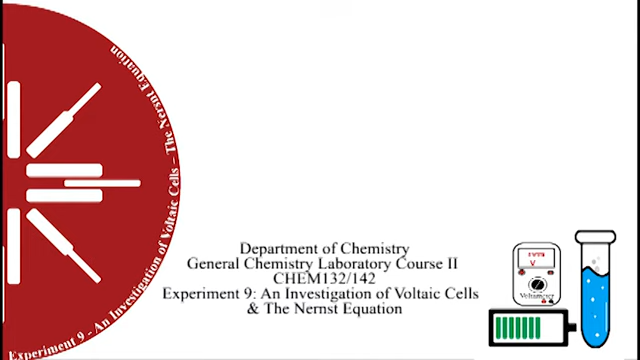 Experiment 9 - An Investigation of Voltaic Cells - The Nersnt Equation
Department of Chemistry
General Chemistry Laboratory Course II
CHEM132/142
Experiment 9: An Investigation of Voltaic Cells
& The Nernst Equation
V
Voltameter